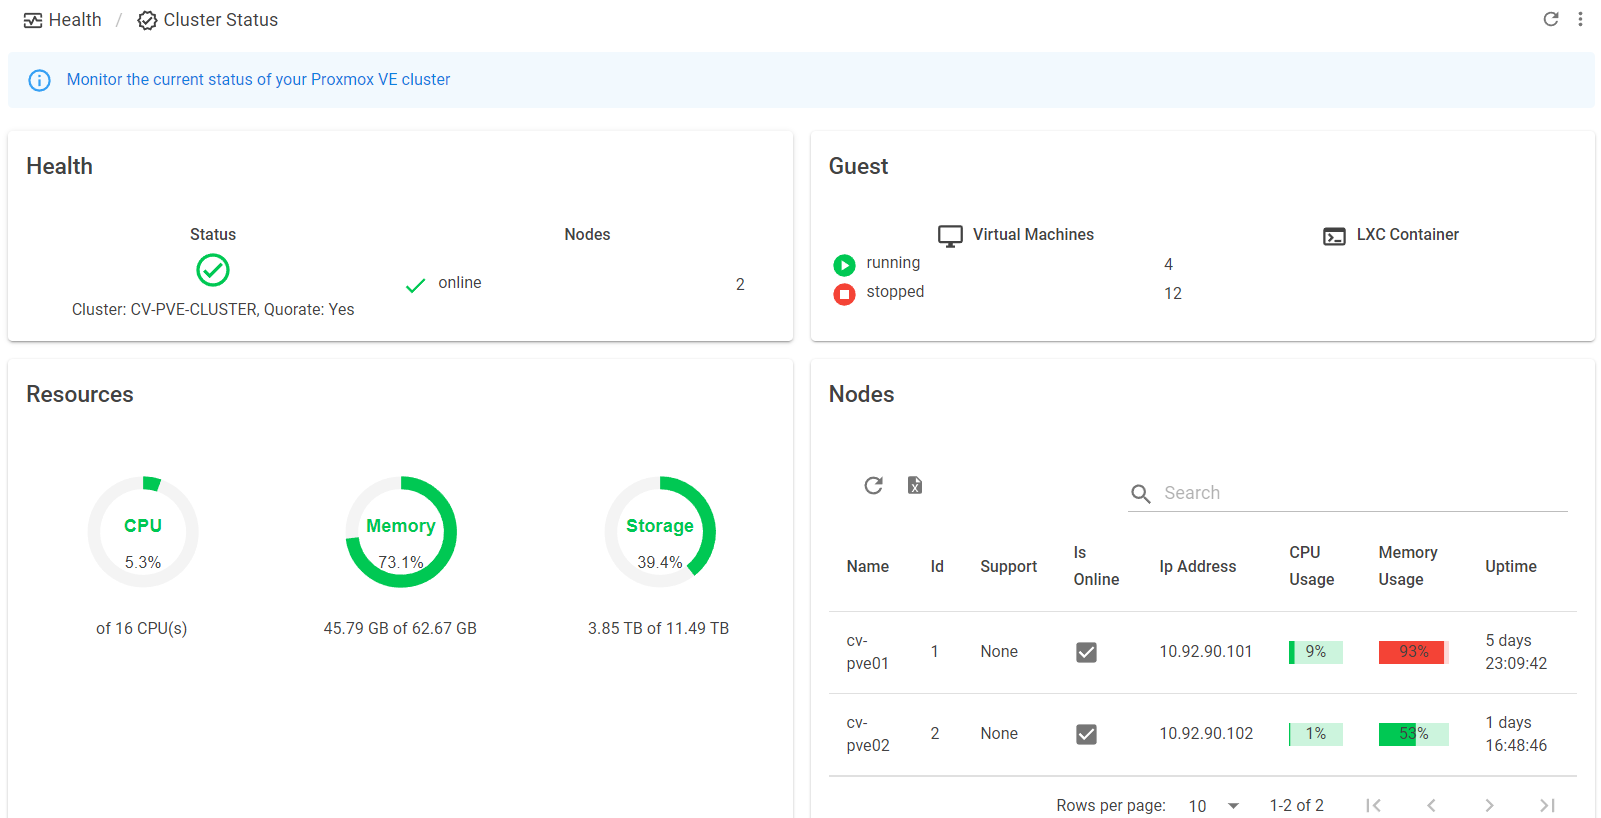 Health / Cluster Status
Monitor the current status of your Proxmox VE cluster
Health
Status
Nodes
online 2
Cluster: CV-PVE-CLUSTER, Quorate: Yes
Guest
Virtual Machines
LXC Container
running 4
stopped 12
Resources
CPU
5.3%
of 16 CPU(s)
Memory
73.1%
45.79 GB of 62.67 GB
Storage
39.4%
3.85 TB of 11.49 TB
Nodes
Search
Name Id Support Is Online Ip Address CPU Usage Memory Usage Uptime
cv-pve01 1 None 10.92.90.101 9% 93% 5 days 23:09:42
cv-pve02 2 None 10.92.90.102 1% 53% 1 days 16:48:46
Rows per page: 10 1-2 of 2